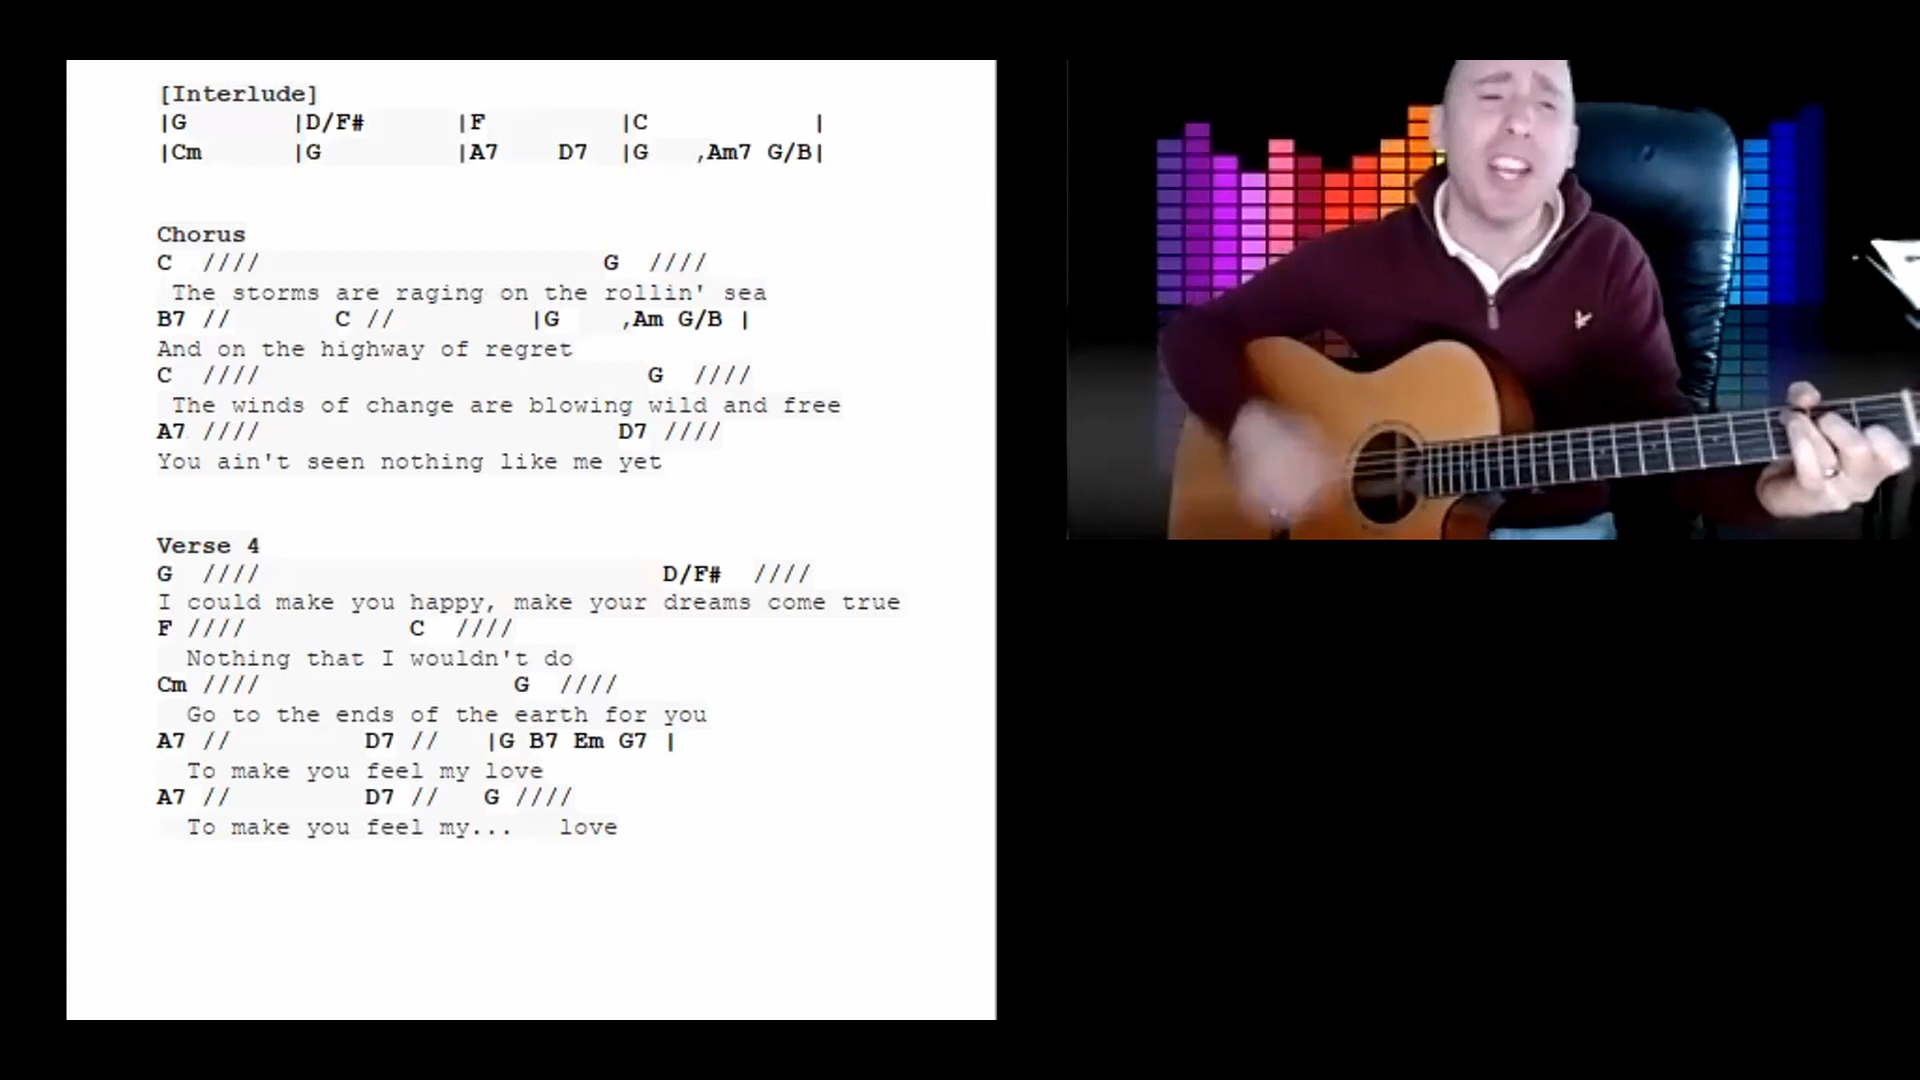 [Interlude]
|G |D/F# |F |C |
|Cm |G |A7 D7 |G ,Am7 G/B|
Chorus
C //// G ////
The storms are raging on the rollin' sea
B7 // C // |G ,Am G/B |
And on the highway of regret
C //// G ////
The winds of change are blowing wild and free
A7 //// D7 ////
You ain't seen nothing like me yet
Verse 4
G //// D/F# ////
I could make you happy, make your dreams come true
F //// C ////
Nothing that I wouldn't do
Cm //// G ////
Go to the ends of the earth for you
A7 // D7 // |G B7 Em G7 |
To make you feel my love
A7 // D7 // G ////
To make you feel my... love